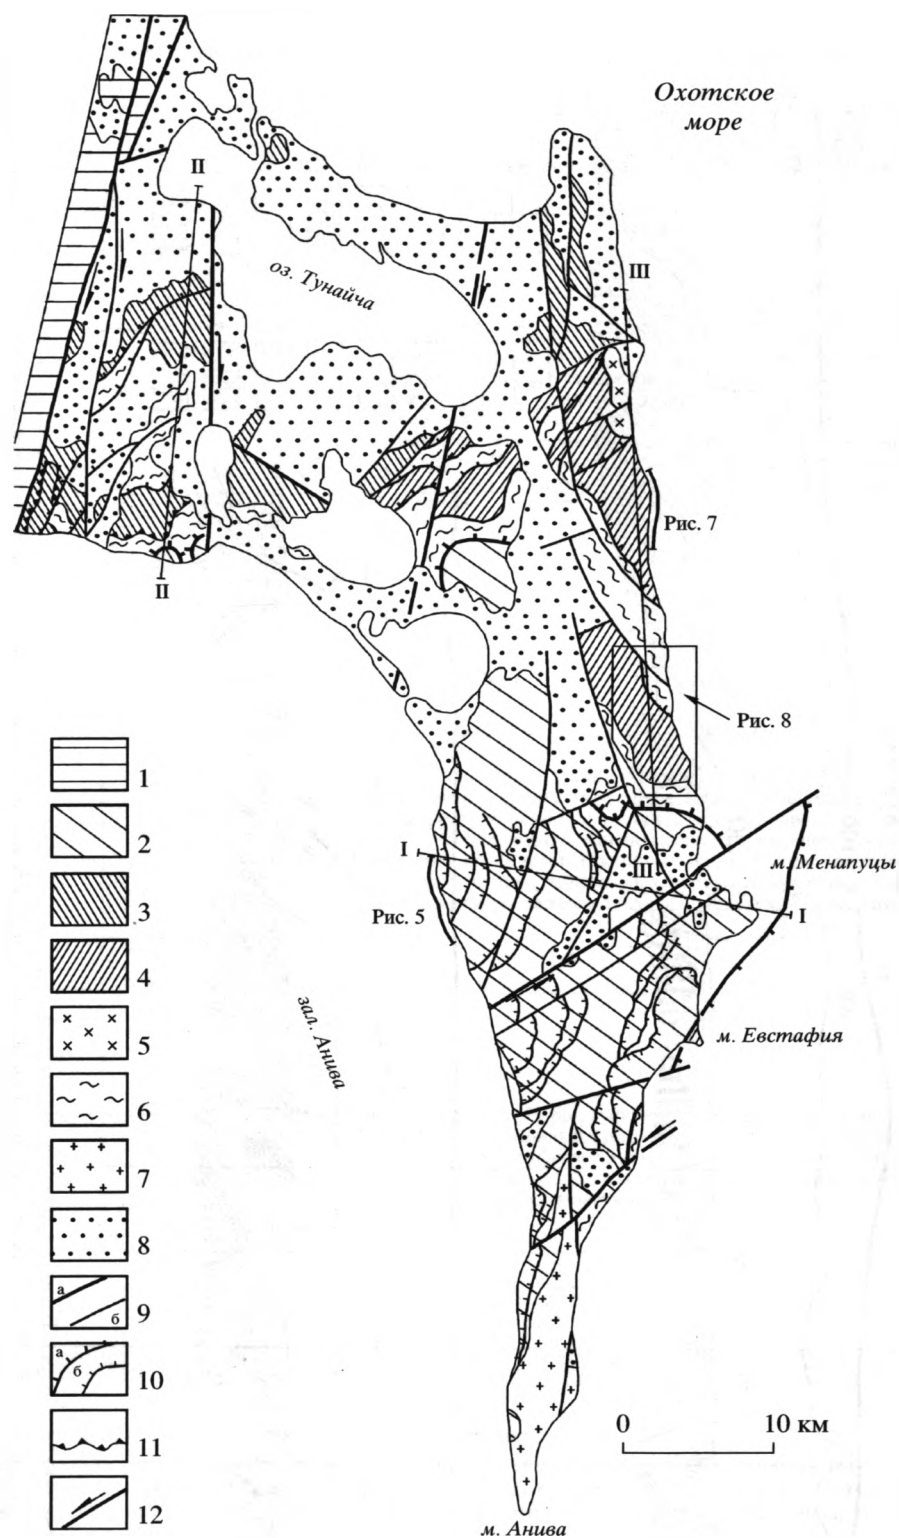 Охотское
море
II
III
оз. Тунайча
Рис. 7
II
Рис. 8
1
2
I
III
м. Менапуцы
3
Рис. 5
I
4
зал. Анива
5
м. Евстафия
6
7
8
а
б
9
а
б
10
0
10 км
11
12
м. Анива